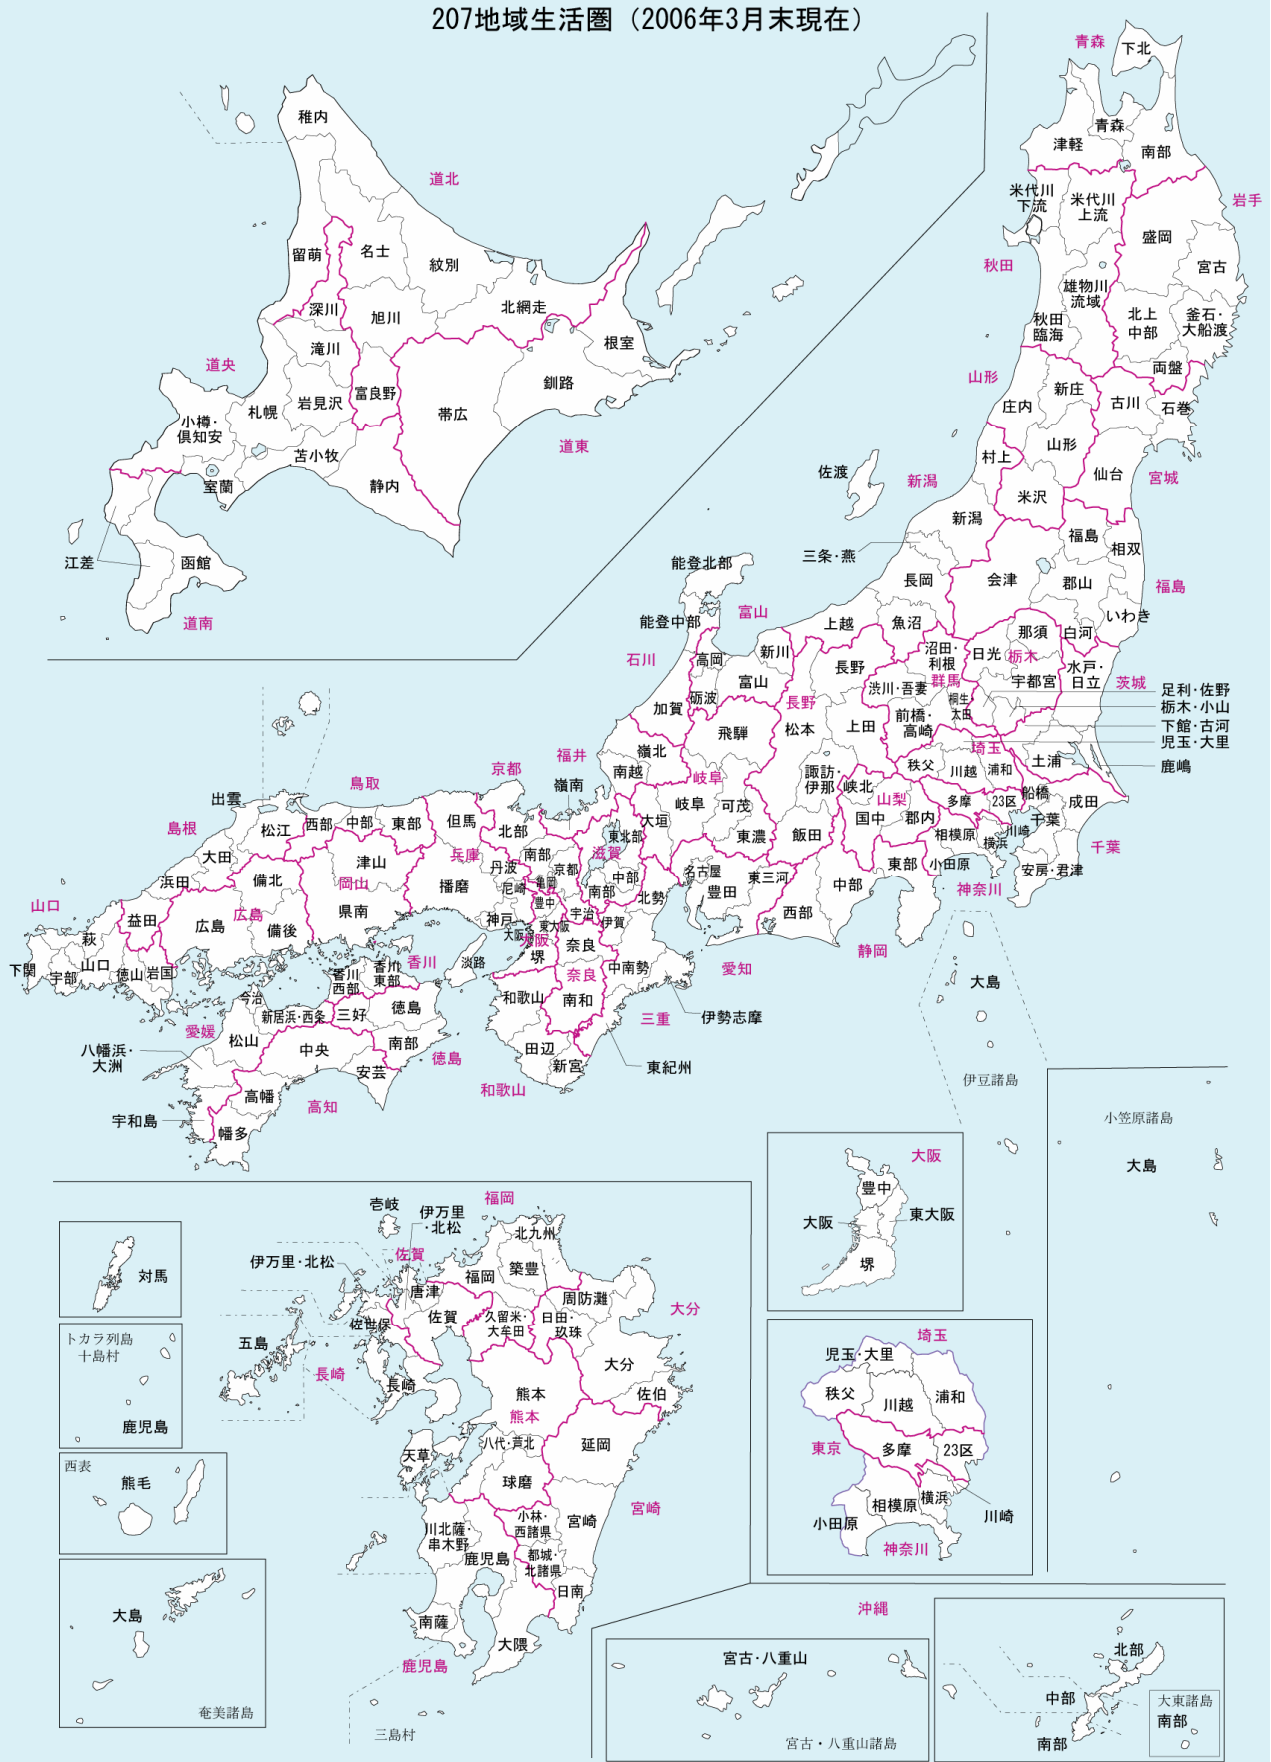 207地域生活圏（2006年3月末現在）
稚内
道北
留萌
名士
紋別
北網走
深川
旭川
道央
滝川
富良野
根室
釧路
小樽・
倶知安
札幌
岩見沢
帯広
道東
苫小牧
室蘭
静内
江差
函館
道南
青森
下北
青森
津軽
南部
米代川
下流
米代川
上流
岩手
盛岡
宮古
秋田
雄物川
流域
秋田
臨海
北上
中部
釜石・
大船渡
両盤
山形
新庄
庄内
古川
石巻
山形
村上
仙台
宮城
佐渡
新潟
米沢
新潟
三条・燕
福島
相双
長岡
会津
郡山
福島
いわき
能登北部
能登中部
富山
上越
魚沼
那須
白河
石川
高岡
新川
長野
沼田・
利根
日光
栃木
水戸・
日立
茨城
富山
砺波
渋川・吾妻
群馬
宇都宮
足利・佐野
栃木・小山
下館・古河
児玉・大里
鹿嶋
加賀
長野
松本
上田
前橋・
高崎
桐生・
太田
飛騨
埼玉
嶺北
福井
南越
岐阜
諏訪・
伊那
峡北
秩父
川越
浦和
土浦
京都
嶺南
鳥取
出雲
山梨
多摩
23区
船橋
成田
岐阜
可茂
大垣
東濃
飯田
国中
郡内
相模原
川崎
横浜
千葉
千葉
島根
松江
西部
中部
東部
但馬
北部
東北部
滋賀
大田
津山
兵庫
丹波
南部
京都
中部
名古屋
豊田
東三河
中部
東部
小田原
神奈川
安房・君津
浜田
備北
岡山
播磨
尼崎
亀岡
豊中
南部
北勢
西部
静岡
愛知
山口
益田
広島
広島
県南
備後
神戸
大阪
大阪
東大阪
宇治
伊賀
萩
山口
下関
宇部
徳山
岩国
香川
香川
西部
香川
東部
淡路
堺
奈良
奈良
中南勢
伊勢志摩
今治
新居浜・西条
三好
徳島
和歌山
南和
三重
愛媛
松山
中央
南部
徳島
田辺
新宮
東紀州
八幡浜・
大洲
安芸
高幡
高知
和歌山
宇和島
幡多
大島
伊豆諸島
小笠原諸島
大島
大阪
豊中
大阪
東大阪
堺
埼玉
児玉・大里
秩父
川越
浦和
東京
多摩
23区
相模原
横浜
川崎
小田原
神奈川
対馬
トカラ列島
十島村
鹿児島
西表
熊毛
大島
奄美諸島
壱岐
伊万里
・北松
福岡
北九州
伊万里・北松
佐賀
福岡
築豊
唐津
周防灘
佐賀
久留米・
大牟田
日田・
玖珠
大分
佐世保
五島
長崎
長崎
大分
佐伯
熊本
熊本
天草
八代・芦北
延岡
球磨
宮崎
川北薩・
串木野
小林・
西諸県
宮崎
鹿児島
都城・
北諸県
日南
南薩
大隈
鹿児島
三島村
沖縄
宮古・八重山
宮古・八重山諸島
北部
中部
南部
大東諸島
南部